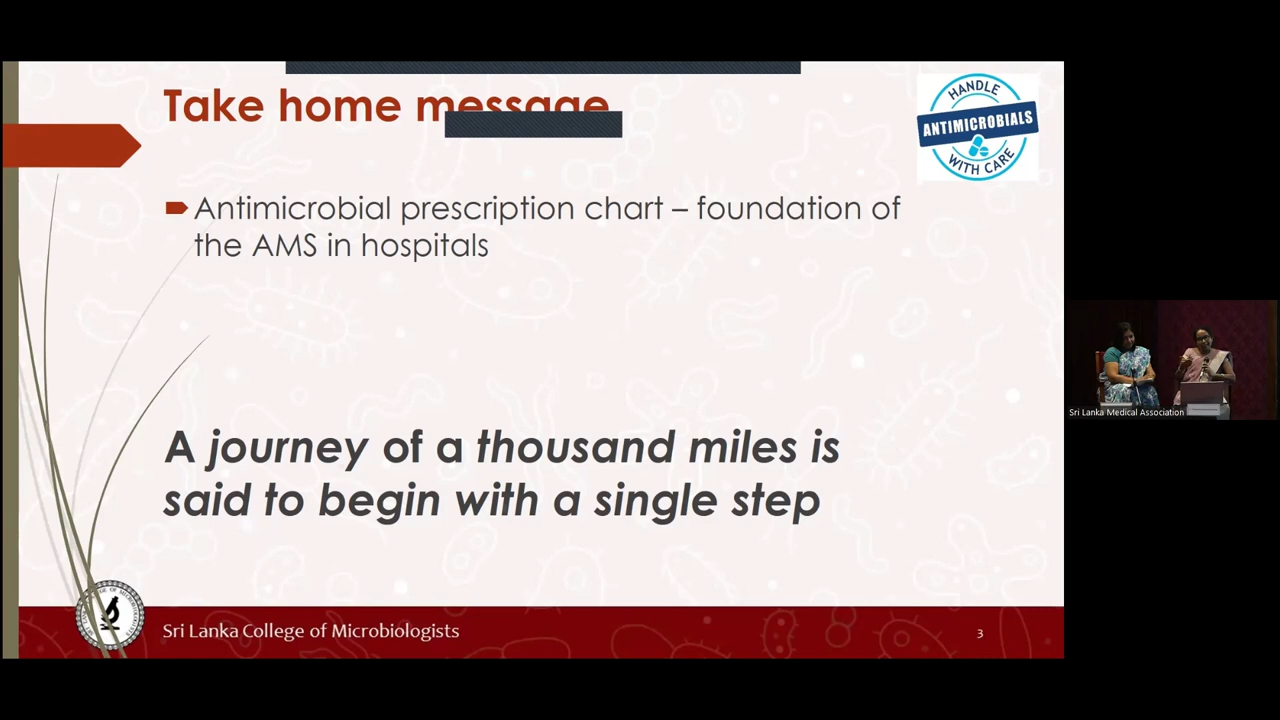 Take home message
HANDLE
ANTIMICROBIALS
WITH CARE
Antimicrobial prescription chart – foundation of
the AMS in hospitals
A journey of a thousand miles is
said to begin with a single step
Sri Lanka College of Microbiologists
3
Sri Lanka Medical Association